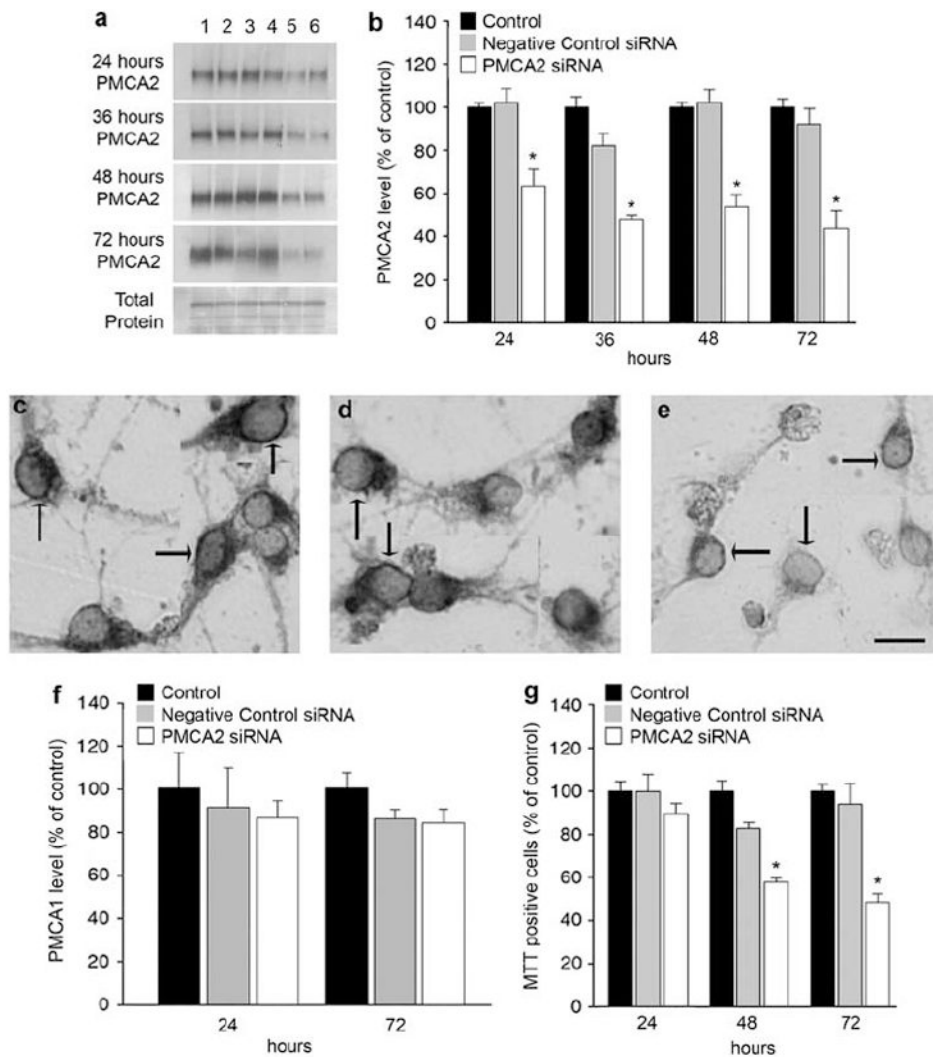 a
1 2 3 4 5 6
24 hours
PMCA2
36 hours
PMCA2
48 hours
PMCA2
72 hours
PMCA2
Total
Protein
b
Control
Negative Control siRNA
PMCA2 siRNA
PMCA2 level (% of control)
140
120
100
80
60
40
20
0
*
*
*
*
24 36 48 72
hours
c
d
e
f
Control
Negative Control siRNA
PMCA2 siRNA
PMCA1 level (% of control)
140
120
100
80
60
40
20
0
24 72
hours
g
Control
Negative Control siRNA
PMCA2 siRNA
MTT positive cells (% of control)
140
120
100
80
60
40
20
0
*
*
24 48 72
hours